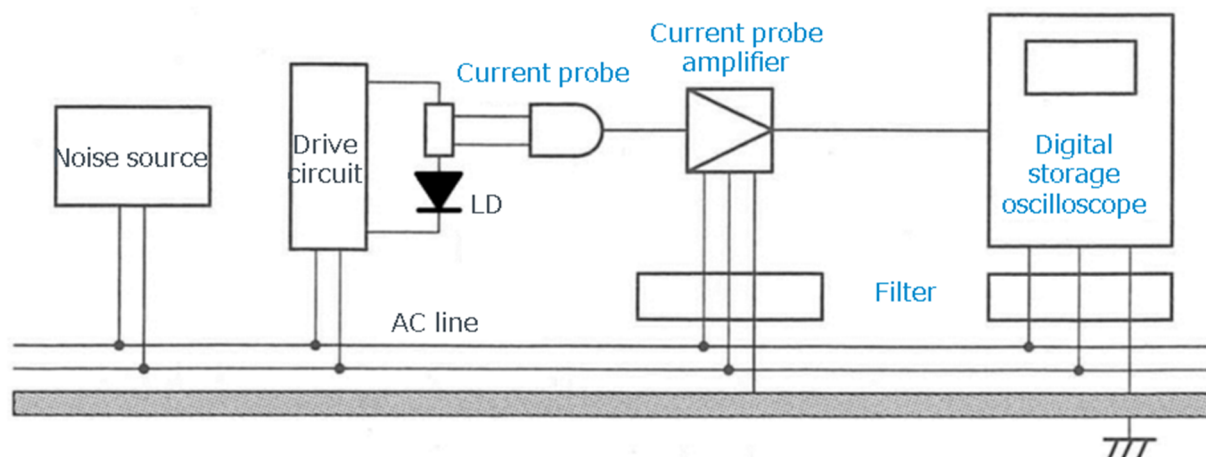 Current probe
amplifier
Current probe
Noise source
Drive
circuit
Digital
storage
oscilloscope
LD
Filter
AC line